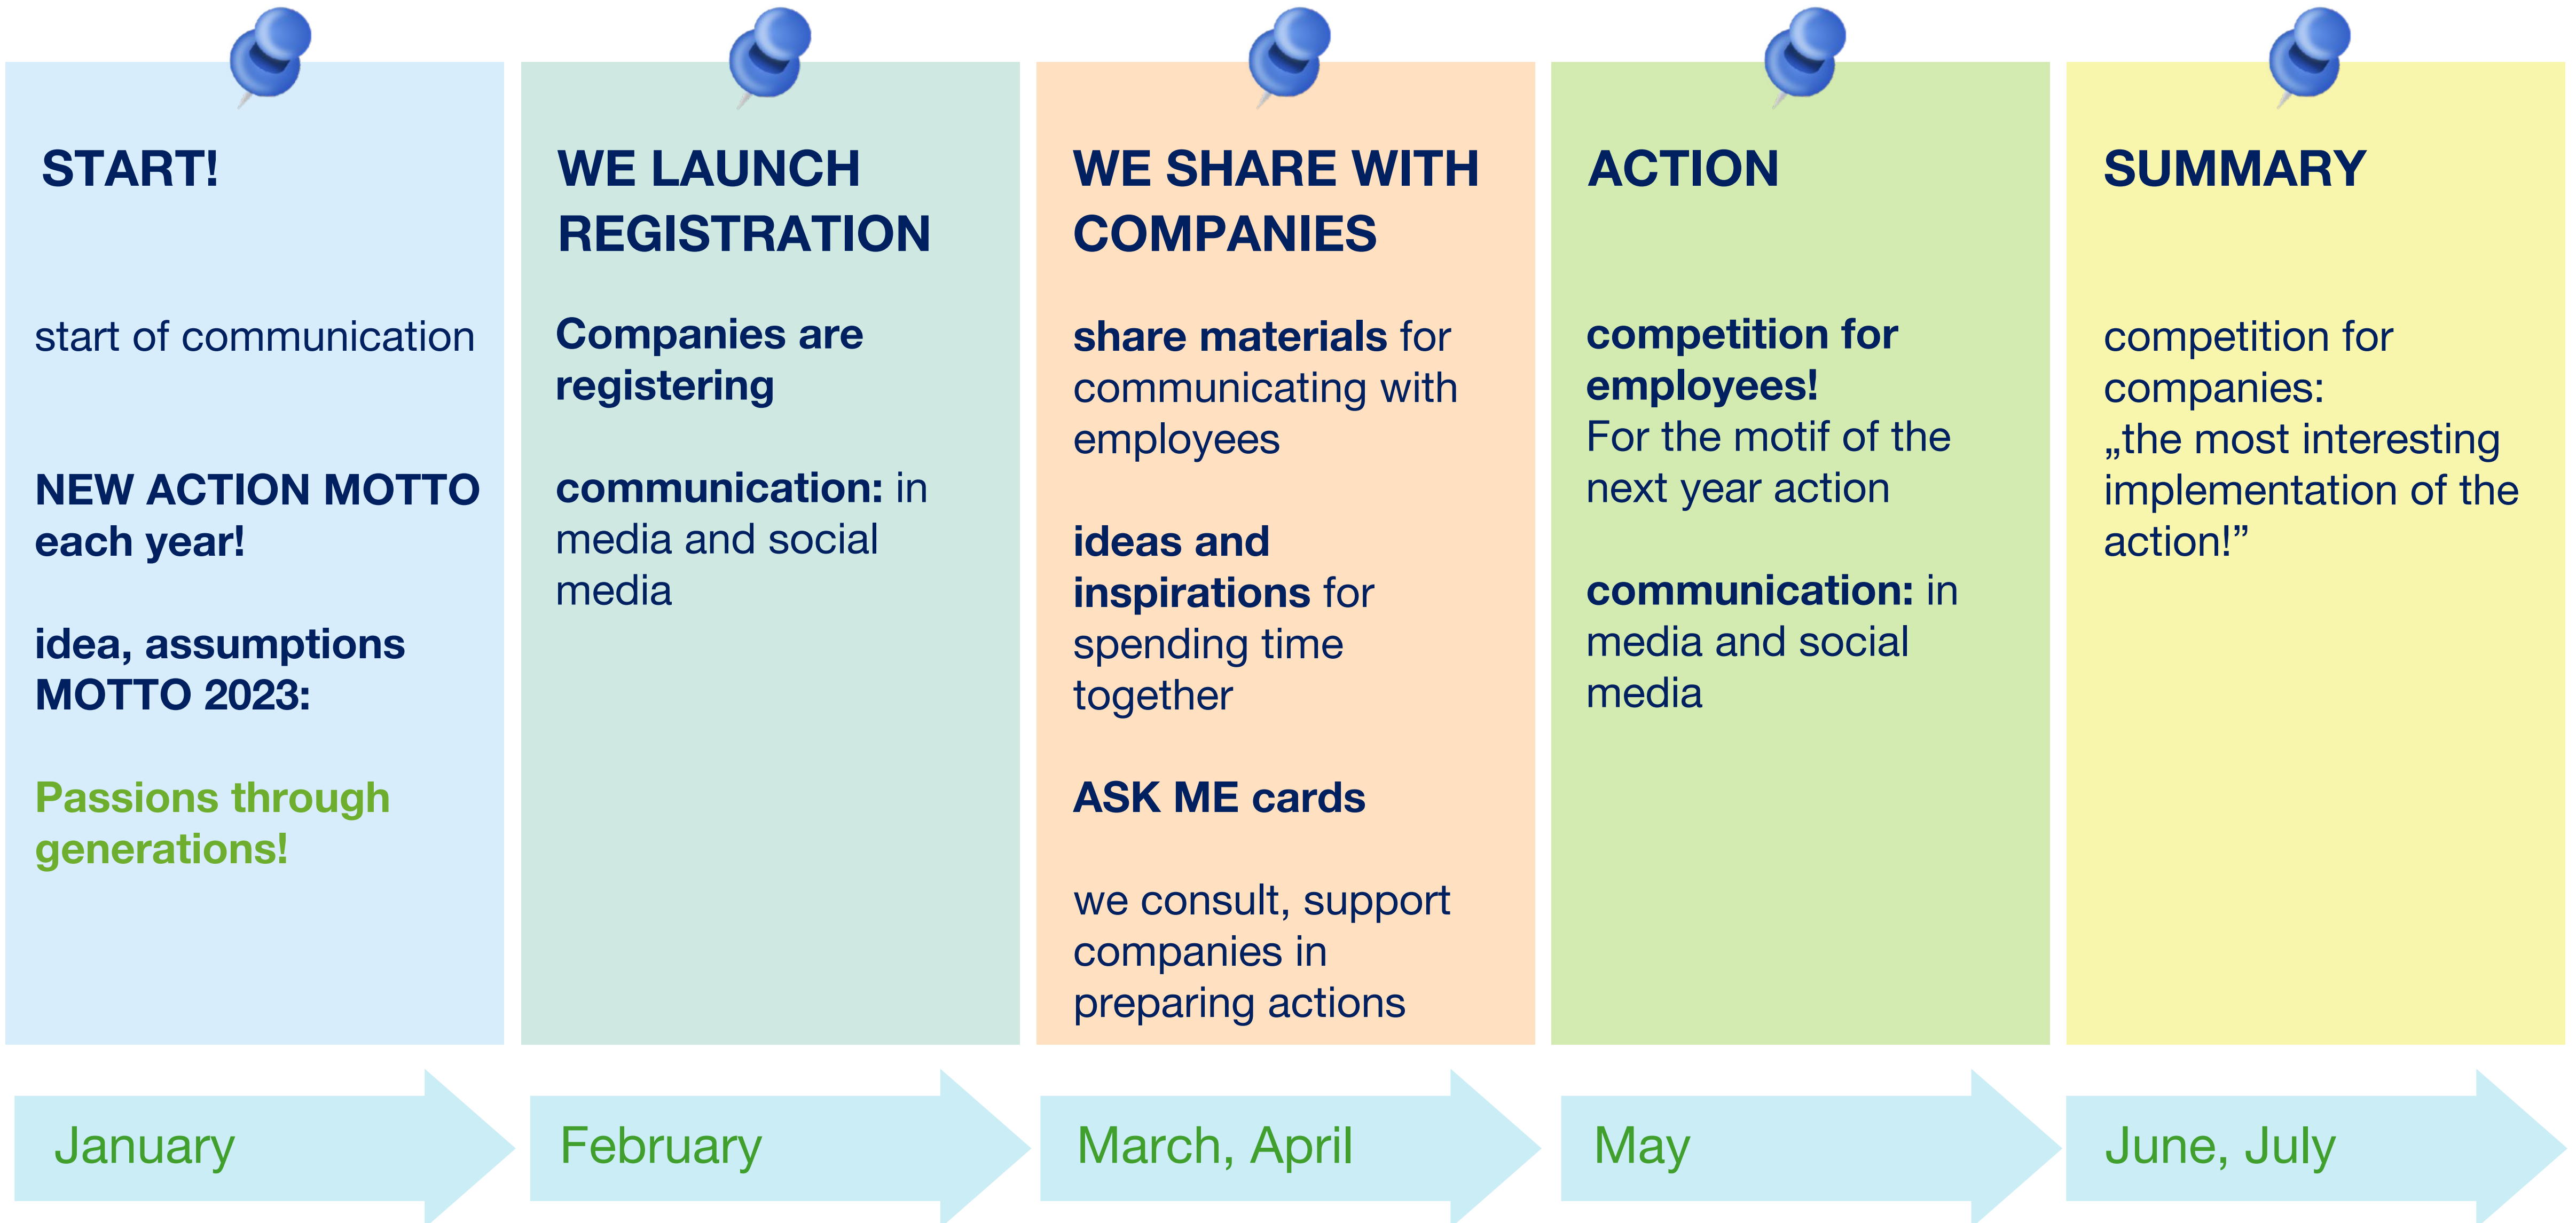 START!
start of communication
NEW ACTION MOTTO
each year!
idea, assumptions
MOTTO 2023:
Passions through
generations!
January
WE LAUNCH
REGISTRATION
Companies are
registering
communication: in
media and social
media
February
WE SHARE WITH
COMPANIES
share materials for
communicating with
employees
ideas and
inspirations for
spending time
together
ASK ME cards
we consult, support
companies in
preparing actions
March, April
ACTION
competition for
employees!
For the motif of the
next year action
communication: in
media and social
media
May
SUMMARY
competition for
companies:
„the most interesting
implementation of the
action!”
June, July